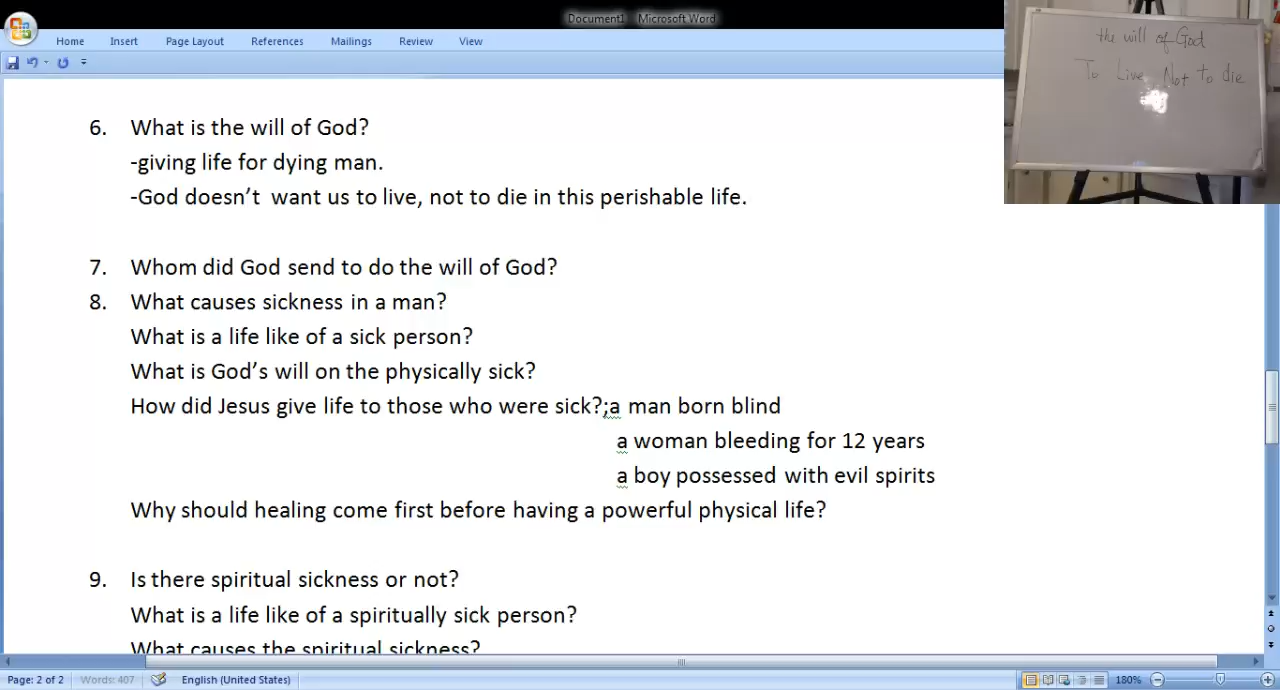 Document1 - Microsoft Word
Home Insert Page Layout References Mailings Review View
the will of God
To Live, Not to die
6. What is the will of God?
-giving life for dying man.
-God doesn't want us to live, not to die in this perishable life.
7. Whom did God send to do the will of God?
8. What causes sickness in a man?
What is a life like of a sick person?
What is God's will on the physically sick?
How did Jesus give life to those who were sick?;a man born blind
a woman bleeding for 12 years
a boy possessed with evil spirits
Why should healing come first before having a powerful physical life?
9. Is there spiritual sickness or not?
What is a life like of a spiritually sick person?
What causes the spiritual sickness?
Page: 2 of 2 Words: 407 English (United States) 180%